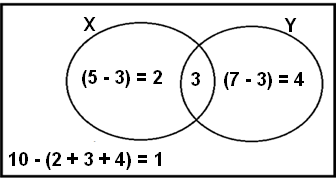 X Y
(5 - 3) = 2 3 (7 - 3) = 4
10 - (2 + 3 + 4) = 1